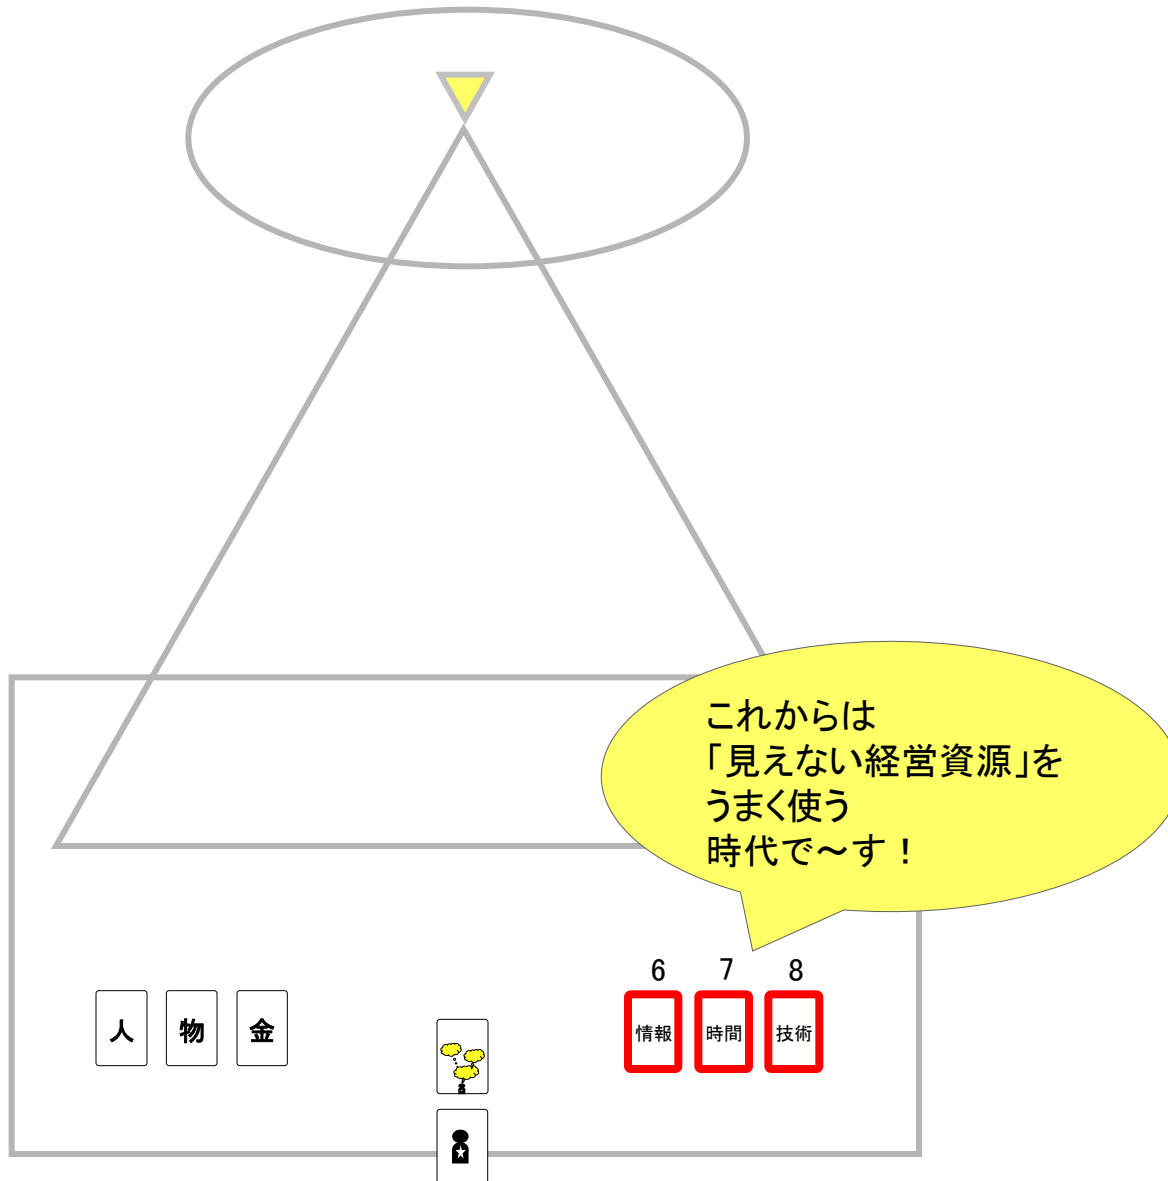 これからは
「見えない経営資源」を
うまく使う
時代で～す！
6 7 8
人 物 金 情報 時間 技術